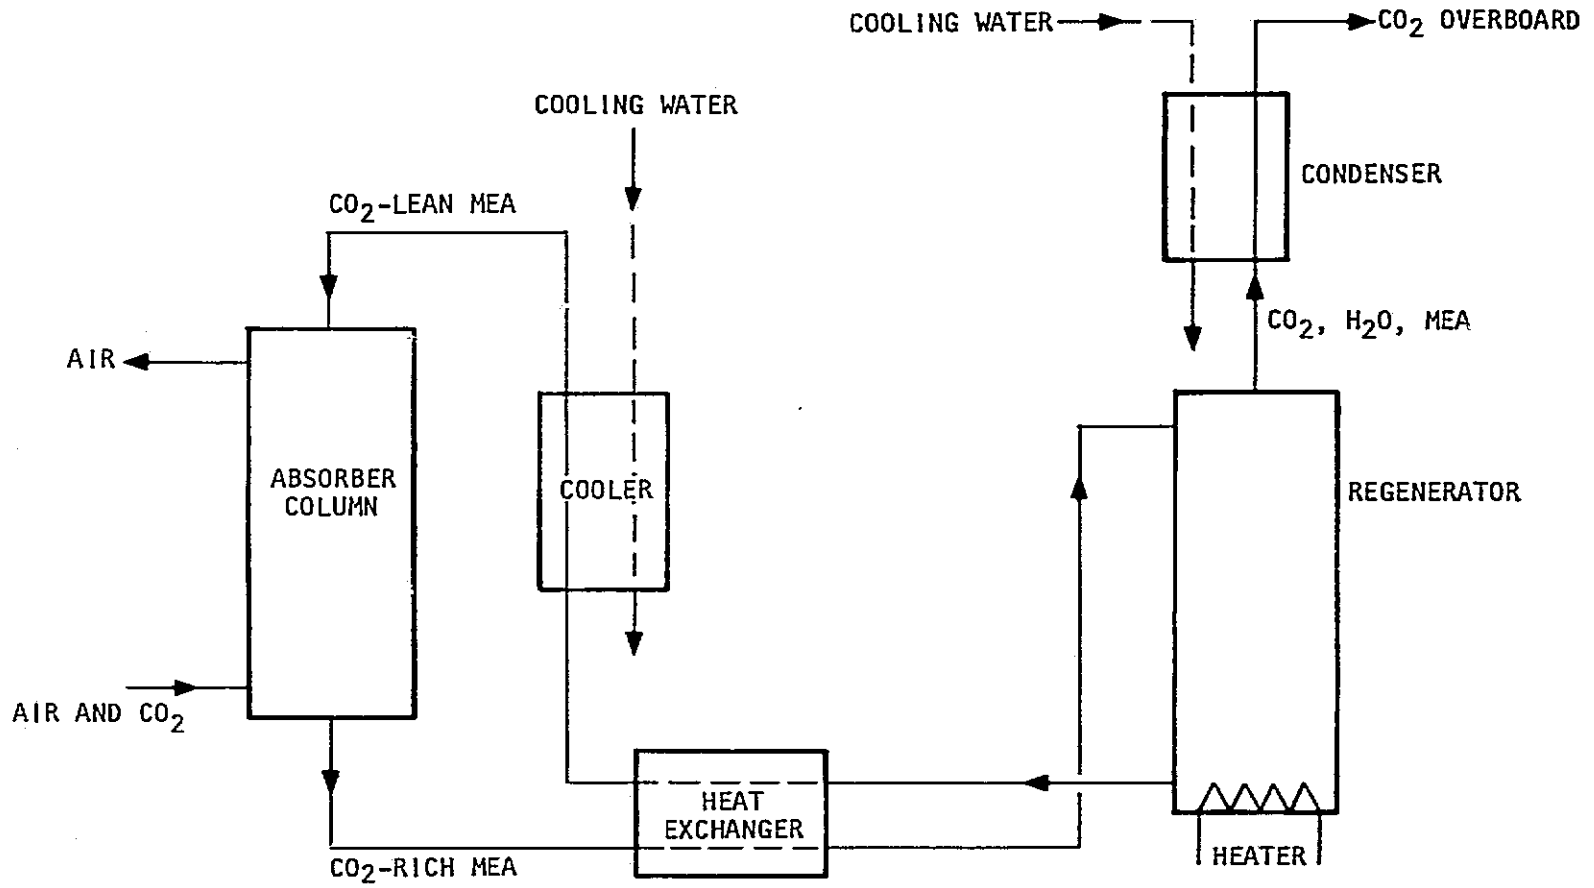 COOLING WATER
CO₂ OVERBOARD
COOLING WATER
CONDENSER
CO₂-LEAN MEA
CO₂, H₂O, MEA
AIR
ABSORBER
COLUMN
COOLER
REGENERATOR
AIR AND CO₂
HEAT
EXCHANGER
HEATER
CO₂-RICH MEA